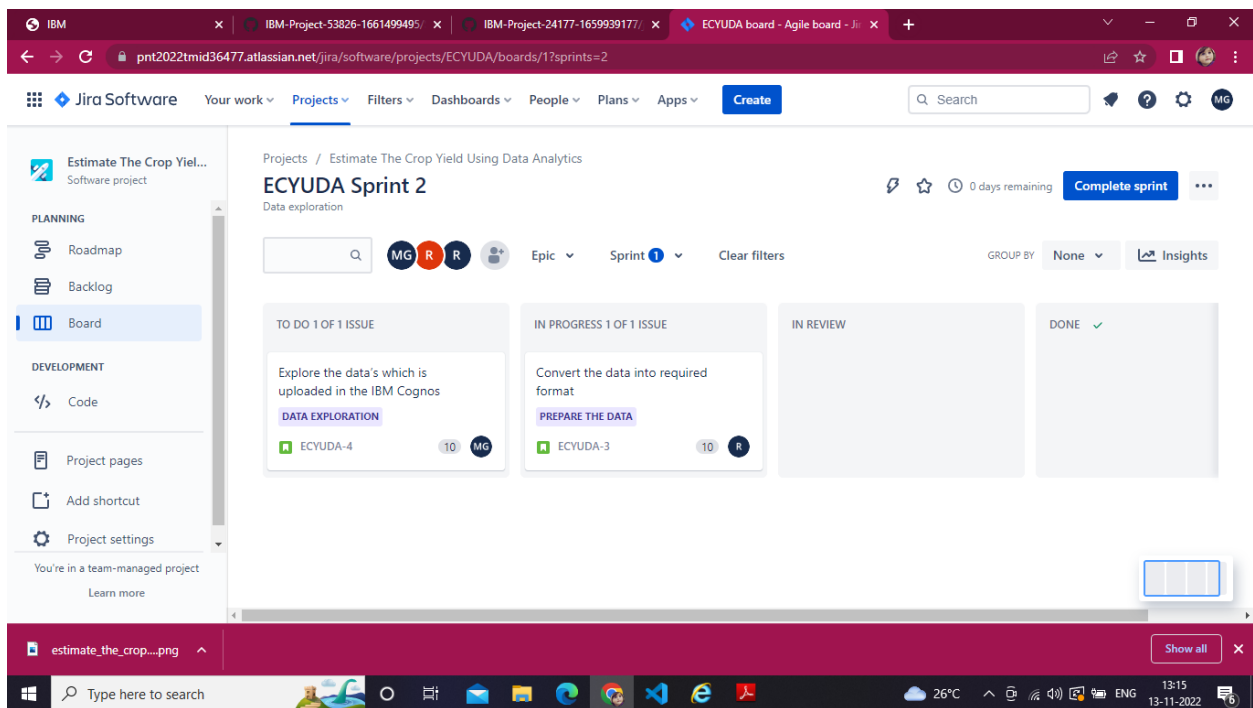 IBM
IBM-Project-53826-1661499495/
IBM-Project-24177-1659939177/
ECYUDA board - Agile board - Ji
pnt2022tmid36477.atlassian.net/jira/software/projects/ECYUDA/boards/1?sprints=2
Jira Software Your work Projects Filters Dashboards People Plans Apps Create Search MG
Estimate The Crop Yiel...
Software project
PLANNING
Roadmap
Backlog
Board
DEVELOPMENT
Code
Project pages
Add shortcut
Project settings
You're in a team-managed project
Learn more
Projects / Estimate The Crop Yield Using Data Analytics
ECYUDA Sprint 2
Data exploration
0 days remaining Complete sprint
MG R R Epic Sprint 1 Clear filters GROUP BY None Insights
TO DO 1 OF 1 ISSUE
Explore the data's which is
uploaded in the IBM Cognos
DATA EXPLORATION
ECYUDA-4 10 MG
IN PROGRESS 1 OF 1 ISSUE
Convert the data into required
format
PREPARE THE DATA
ECYUDA-3 10 R
IN REVIEW
DONE
estimate_the_crop....png Show all
Type here to search 26°C ENG 13:15
13-11-2022
6